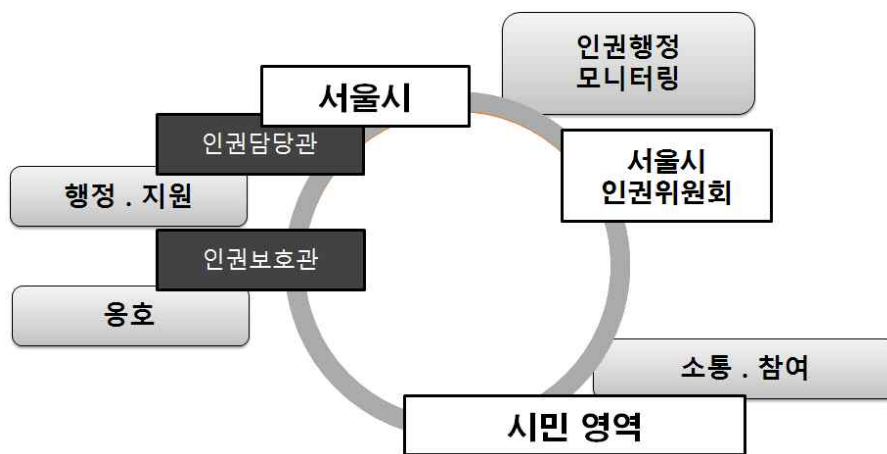 인권행정
모니터링
서울시
인권담당관
서울시
인권위원회
행정 . 지원
인권보호관
옹호
소통 . 참여
시민 영역